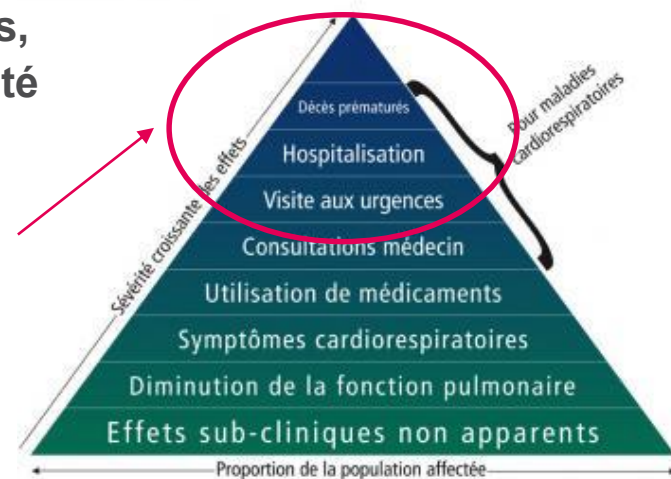 s,
té
Décès prématurés
Hospitalisation
Visite aux urgences
Consultations médecin
Utilisation de médicaments
Symptômes cardiorespiratoires
Diminution de la fonction pulmonaire
Effets sub-cliniques non apparents
Sévérité croissante des effets
Pour maladies
cardiorespiratoires
Proportion de la population affectée